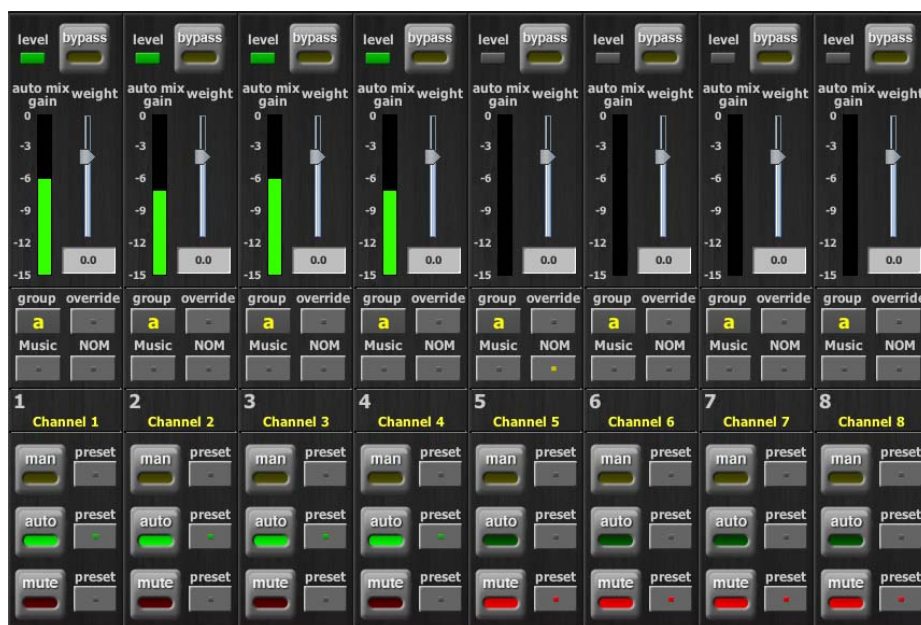 level bypass level bypass level bypass level bypass level bypass level bypass level bypass level bypass
auto mix gain weight auto mix gain weight auto mix gain weight auto mix gain weight auto mix gain weight auto mix gain weight auto mix gain weight auto mix gain weight
0 0 0 0 0 0 0 0
-3 -3 -3 -3 -3 -3 -3 -3
-6 -6 -6 -6 -6 -6 -6 -6
-9 -9 -9 -9 -9 -9 -9 -9
-12 -12 -12 -12 -12 -12 -12 -12
0.0 0.0 0.0 0.0 0.0 0.0 0.0 0.0
-15 -15 -15 -15 -15 -15 -15 -15
group override group override group override group override group override group override group override group override
a a a a a a a a
Music NOM Music NOM Music NOM Music NOM Music NOM Music NOM Music NOM Music NOM
1 2 3 4 5 6 7 8
Channel 1 Channel 2 Channel 3 Channel 4 Channel 5 Channel 6 Channel 7 Channel 8
man preset man preset man preset man preset man preset man preset man preset man preset
auto preset auto preset auto preset auto preset auto preset auto preset auto preset auto preset
mute preset mute preset mute preset mute preset mute preset mute preset mute preset mute preset